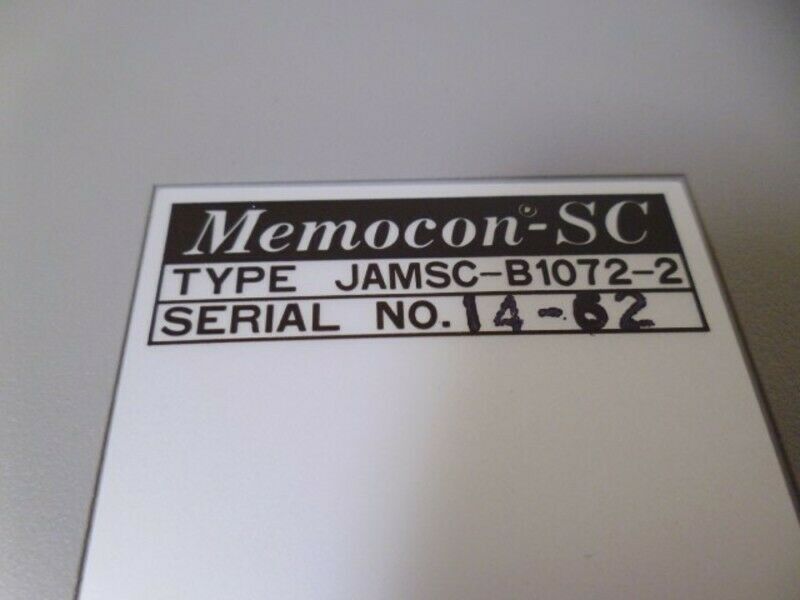 Memocon®-SC
TYPE JAMSC-B1072-2
SERIAL NO. 14-62